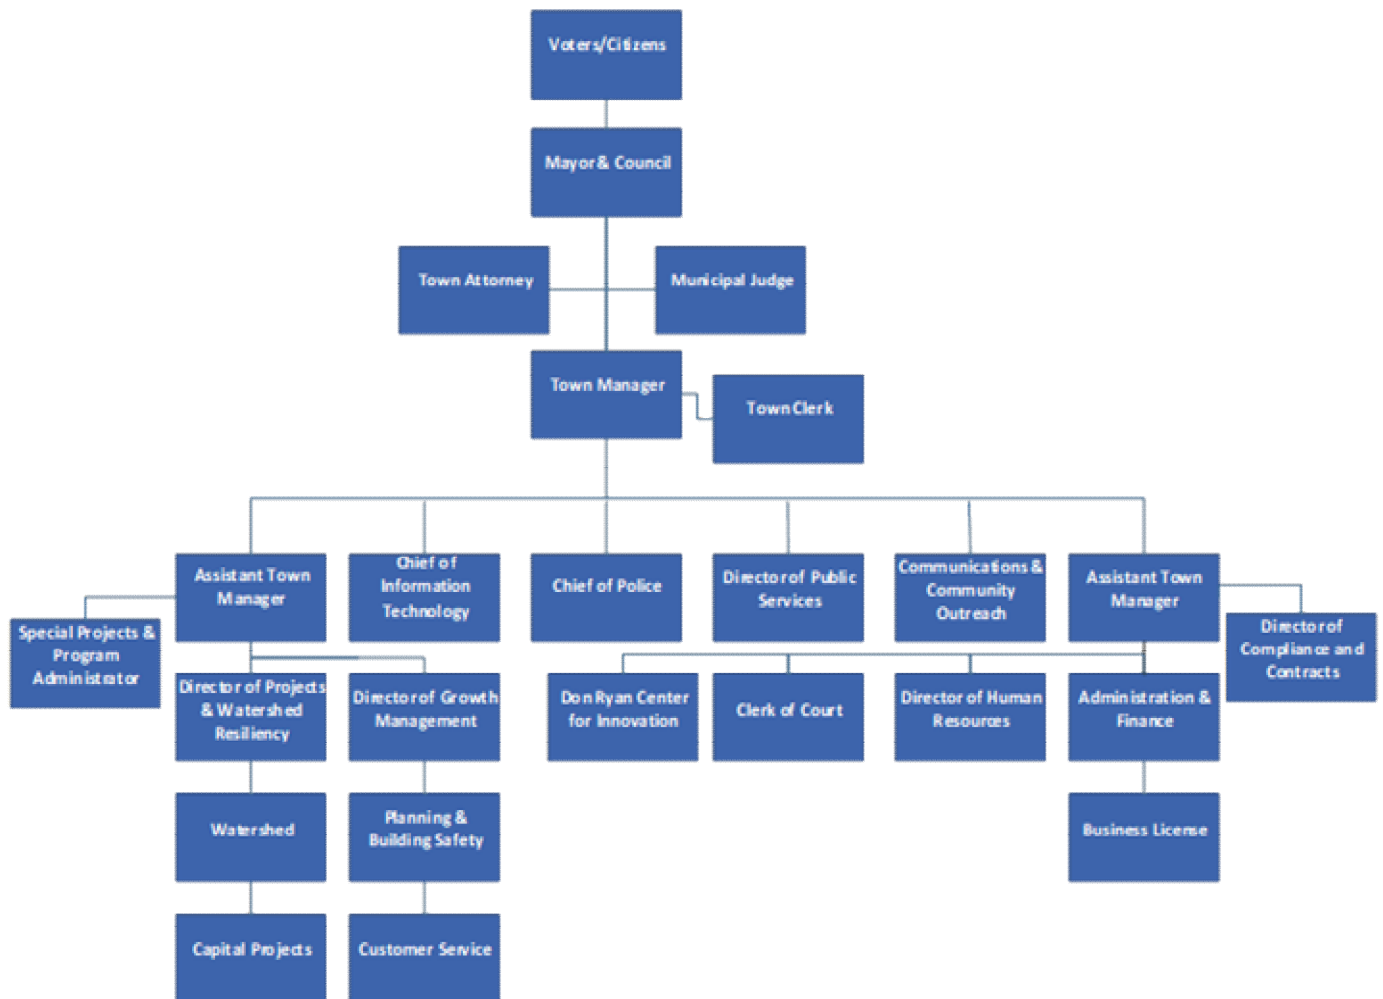 Voters/Citizens
Mayor & Council
Town Attorney
Municipal Judge
Town Manager
Town Clerk
Assistant Town
Manager
Chief of
Information
Technology
Chief of Police
Director of Public
Services
Communications &
Community
Outreach
Assistant Town
Manager
Special Projects &
Program
Administrator
Director of
Compliance and
Contracts
Director of Projects
& Watershed
Resiliency
Director of Growth
Management
Don Ryan Center
for Innovation
Clerk of Court
Director of Human
Resources
Administration &
Finance
Watershed
Planning &
Building Safety
Business License
Capital Projects
Customer Service